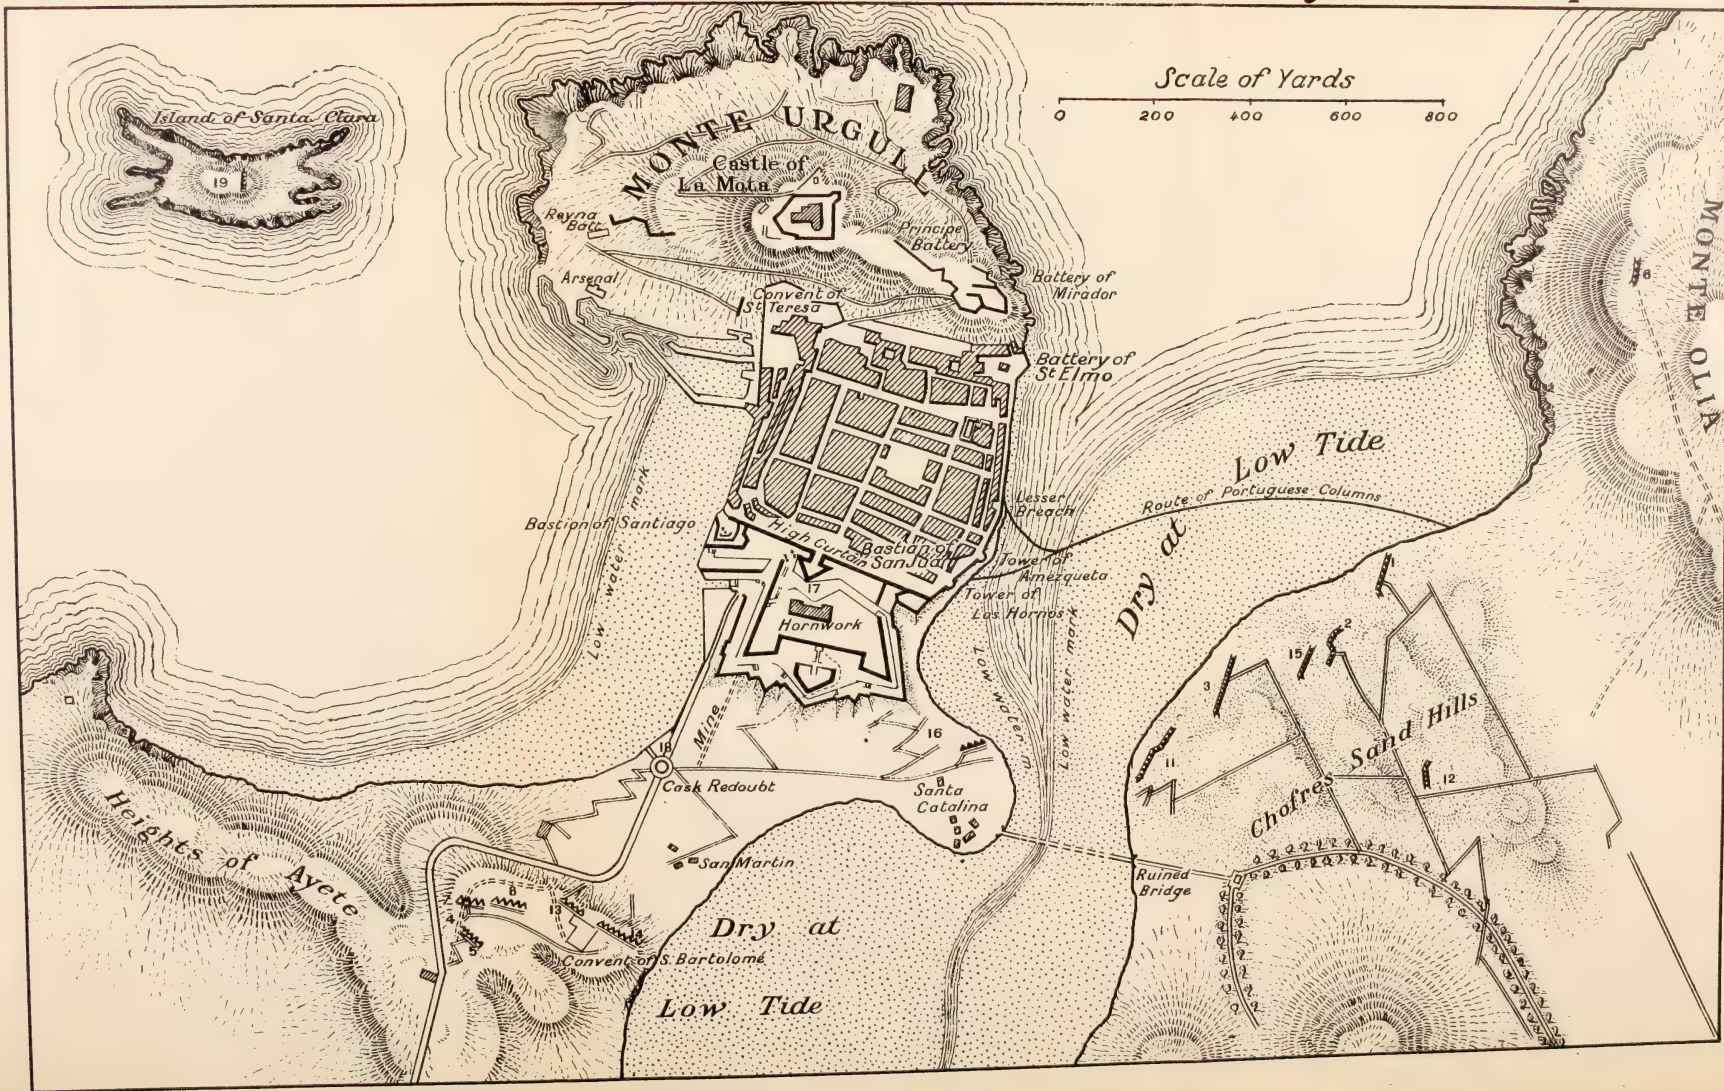 Scale of Yards
0 200 400 600 800
Island of Santa Clara
19
MONTE URGULL
Castle of
La Mota
Reyna
Batt.
Principe
Battery
Arsenal
Battery of
Mirador
Convent of
St Teresa
Battery of
St Elmo
MONTE OLIA
6
Low Tide
Dry at
Route of Portuguese Columns
Lesser
Breach
Low water mark
Bastion of Santiago
High Curtain
Bastion of
San Juan
Tower of
Amezqueta
Tower of
Los Hornos
17
Hornwork
Low water m.
Low water mark
1
2
15
3
11
12
Chofres Sand Hills
Mine
16
18
Cask Redoubt
Santa
Catalina
San Martin
Ruined
Bridge
Heights of Ayete
7
8
4
13
5
14
Convent of S. Bartolomé
Dry at
Low Tide